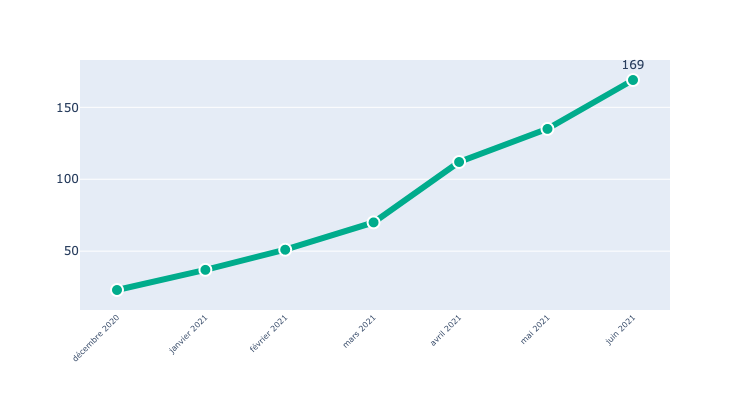 169
150
100
50
décembre 2020
janvier 2021
février 2021
mars 2021
avril 2021
mai 2021
juin 2021